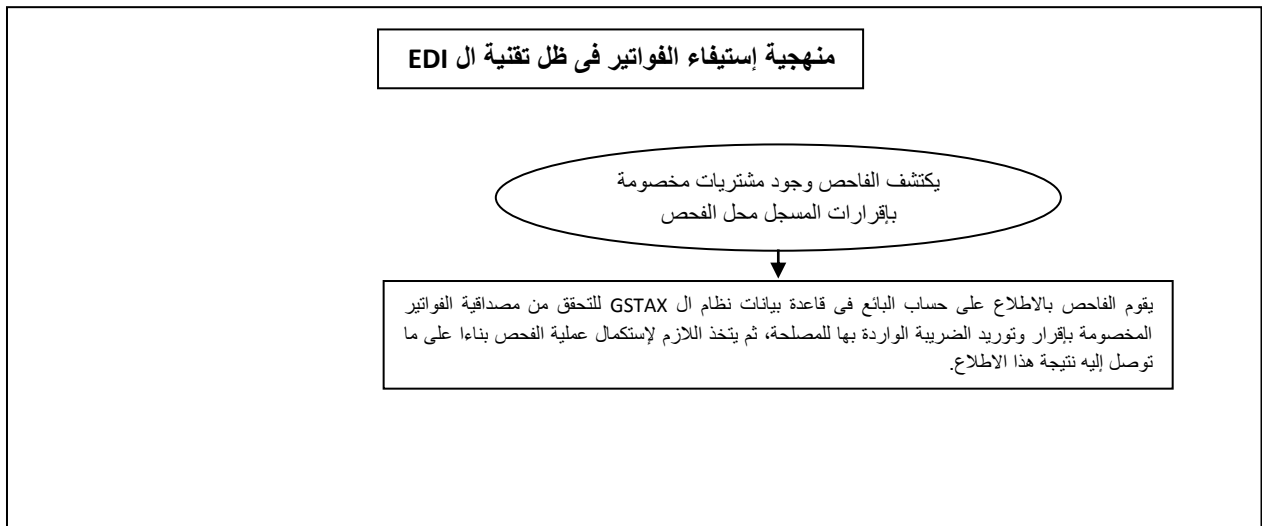 منهجية إستيفاء الفواتير فى ظل تقنية ال EDI
يكتشف الفاحص وجود مشتريات مخصومة
بإقرارات المسجل محل الفحص
يقوم الفاحص بالاطلاع على حساب البائع فى قاعدة بيانات نظام ال GSTAX للتحقق من مصداقية الفواتير
المخصومة بإقرار وتوريد الضريبة الواردة بها للمصلحة، ثم يتخذ اللازم لإستكمال عملية الفحص بناءا على ما
توصل إليه نتيجة هذا الاطلاع.